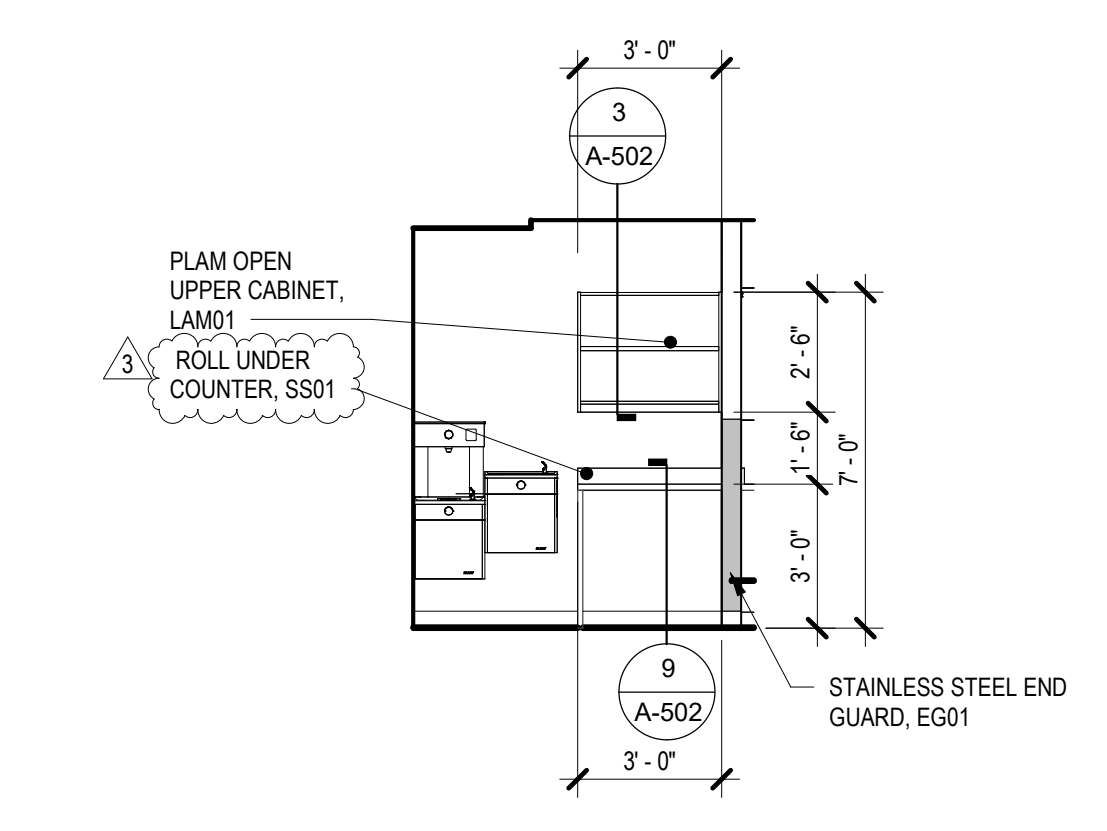 3' - 0"
3
A-502
PLAM OPEN
UPPER CABINET,
LAM01
3
ROLL UNDER
COUNTER, SS01
2' - 6"
1' - 6"
7' - 0"
3' - 0"
9
A-502
STAINLESS STEEL END
GUARD, EG01
3' - 0"